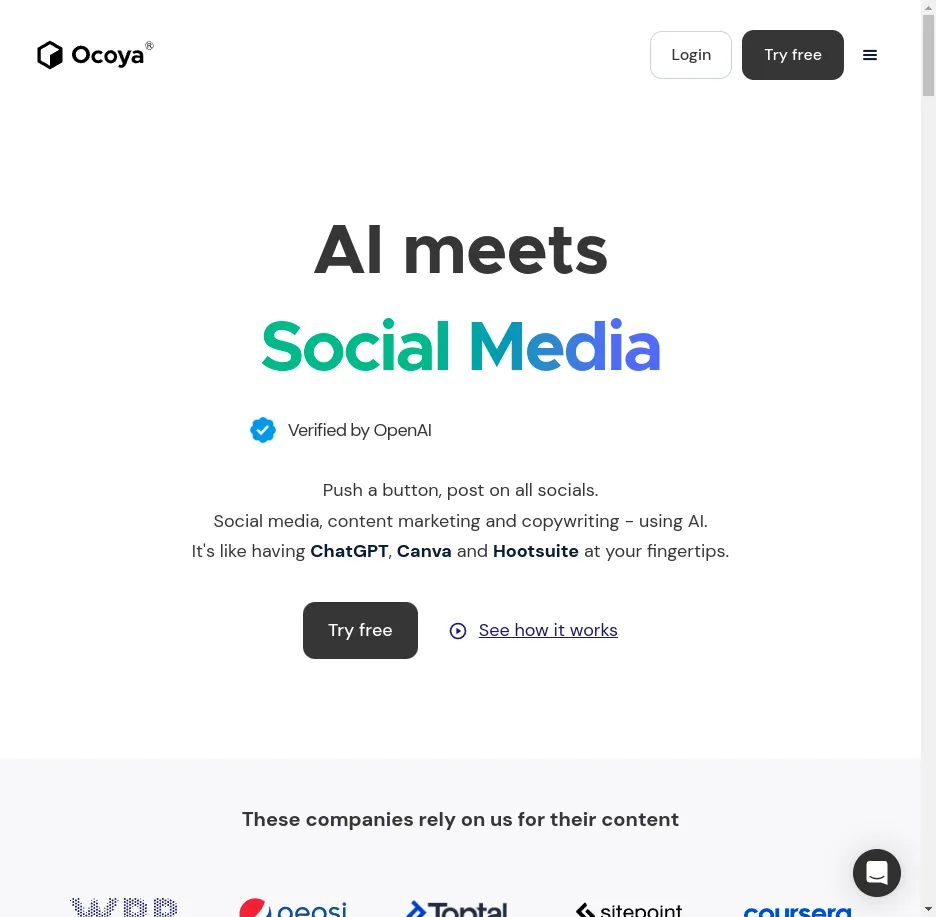 Ocoya®
Login
Try free
AI meets
Social Media
Verified by OpenAI
Push a button, post on all socials.
Social media, content marketing and copywriting - using AI.
It's like having ChatGPT, Canva and Hootsuite at your fingertips.
Try free
See how it works
These companies rely on us for their content
WPP
pepsi
Toptal
sitepoint
coursera